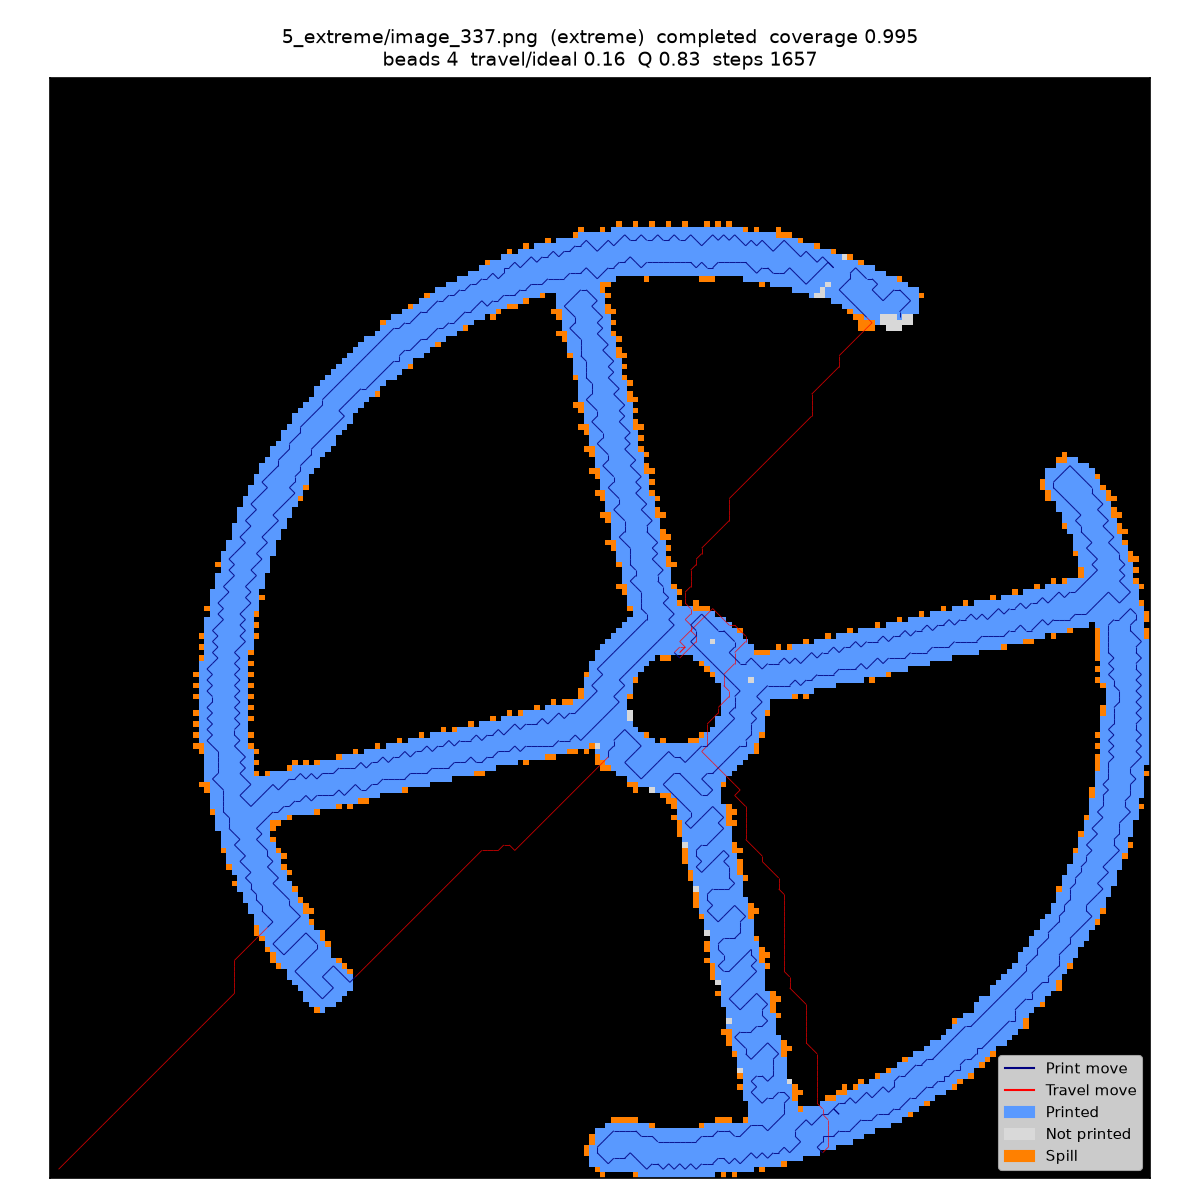 5_extreme/image_337.png  (extreme)  completed  coverage 0.995
beads 4  travel/ideal 0.16  Q 0.83  steps 1657
Print move
Travel move
Printed
Not printed
Spill